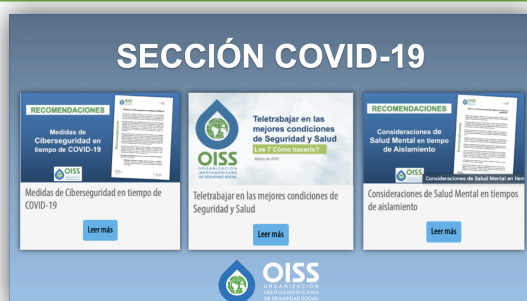 SECCIÓN COVID-19
RECOMENDACIONES
Medidas de
Ciberseguridad en
tiempo de COVID-19
OISS
Medidas de Ciberseguridad en tiempo de
COVID-19
Leer más
Teletrabajar en las
mejores condiciones
de Seguridad y Salud
Los 7 Cómo hacerlo?
Marzo de 2020
OISS
ORGANIZACIÓN
IBEROAMERICANA
DE SEGURIDAD SOCIAL
Teletrabajar en las mejores condiciones de
Seguridad y Salud
Leer más
RECOMENDACIONES
Consideraciones de
Salud Mental en tiempo
de Aislamiento
OISS
Consideraciones de Salud Mental en tiem
Consideraciones de Salud Mental en tiempos
de aislamiento
Leer más
OISS
ORGANIZACIÓN
IBEROAMERICANA
DE SEGURIDAD SOCIAL